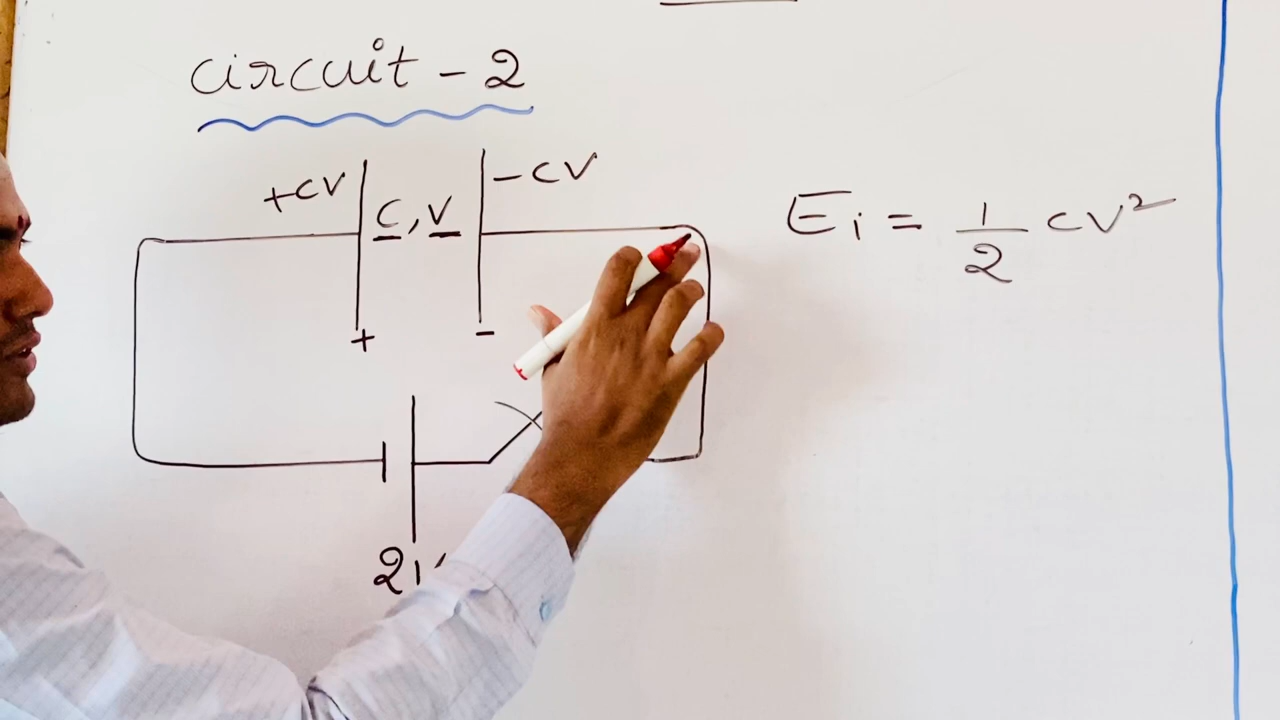 circuit - 2
+CV C, V - CV
Ei = 1/2 CV²
+ -